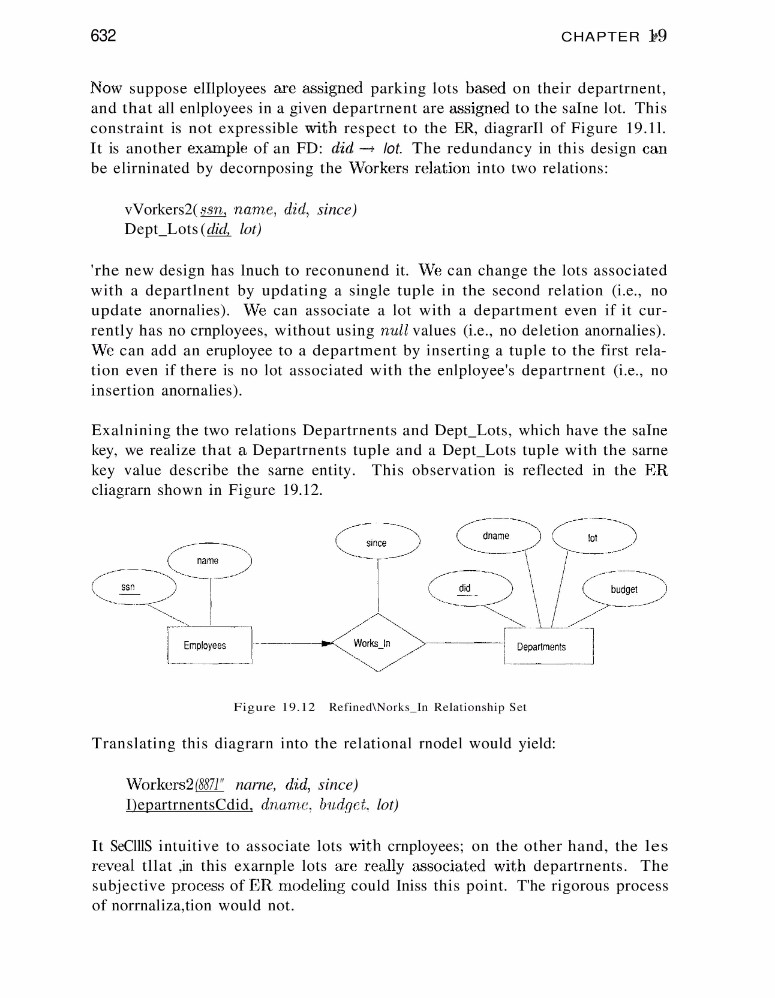 632
CHAPTER 19
Now suppose elIlployees are assigned parking lots based on their departrnent,
and that all enlployees in a given departrnent are assigned to the saIne lot. This
constraint is not expressible with respect to the ER, diagrarII of Figure 19.11.
It is another example of an FD: did → lot. The redundancy in this design can
be elirninated by decornposing the Workers relation into two relations:
vVorkers2( ssn, name, did, since)
Dept_Lots (did, lot)
'rhe new design has lnuch to reconunend it. We can change the lots associated
with a departlnent by updating a single tuple in the second relation (i.e., no
update anornalies). We can associate a lot with a department even if it cur-
rently has no crnployees, without using null values (i.e., no deletion anornalies).
We can add an eruployee to a department by inserting a tuple to the first rela-
tion even if there is no lot associated with the enlployee's departrnent (i.e., no
insertion anornalies).
Exalnining the two relations Departrnents and Dept_Lots, which have the saIne
key, we realize that a Departrnents tuple and a Dept_Lots tuple with the sarne
key value describe the sarne entity. This observation is reflected in the ER
cliagrarn shown in Figure 19.12.
since
dname
lot
name
ssn
did
budget
Employees
Works_In
Departments
Figure 19.12 Refined\Norks_In Relationship Set
Translating this diagrarn into the relational rnodel would yield:
Workers2(8871" narne, did, since)
I)epartrnentsCdid, dname, budget, lot)
It SeClllS intuitive to associate lots with crnployees; on the other hand, the les
reveal tllat ,in this exarnple lots are really associated with departrnents. The
subjective process of ER modeling could Iniss this point. T'he rigorous process
of norrnaliza,tion would not.